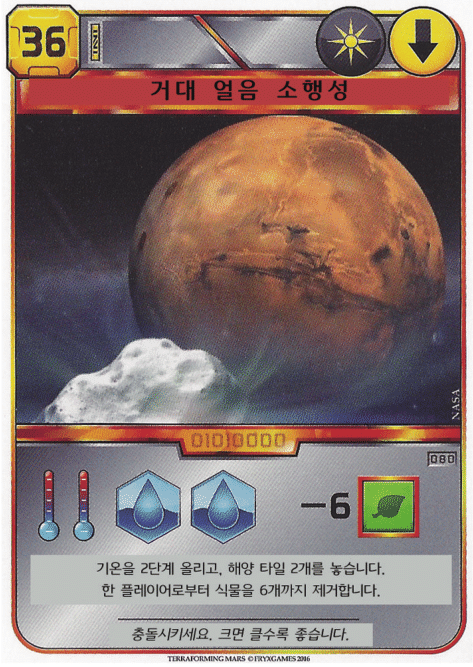 36
거대 얼음 소행성
NASA
01010000
080
-6
기온을 2단계 올리고, 해양 타일 2개를 놓습니다.
한 플레이어로부터 식물을 6개까지 제거합니다.
충돌시키세요. 크면 클수록 좋습니다.
TERRAFORMING MARS ©FRYXGAMES 2016